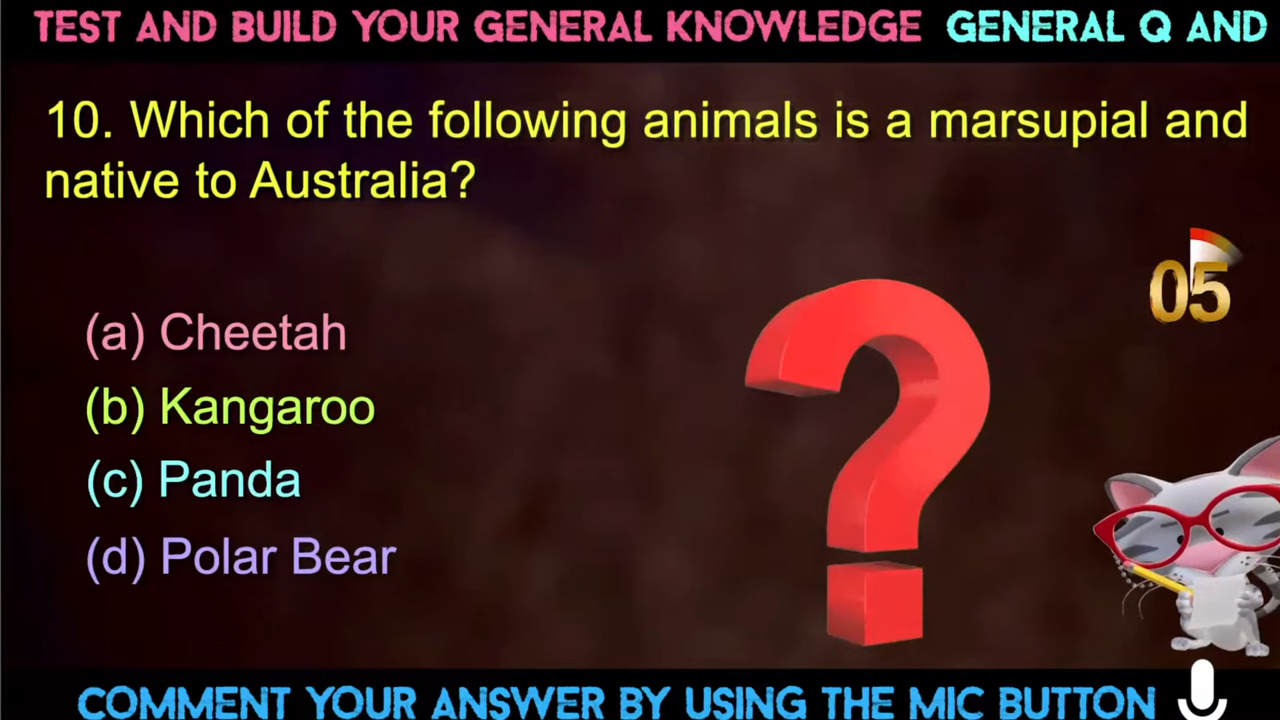 TEST AND BUILD YOUR GENERAL KNOWLEDGE GENERAL Q AND
10. Which of the following animals is a marsupial and
native to Australia?
05
(a) Cheetah
(b) Kangaroo
(c) Panda
(d) Polar Bear
COMMENT YOUR ANSWER BY USING THE MIC BUTTON